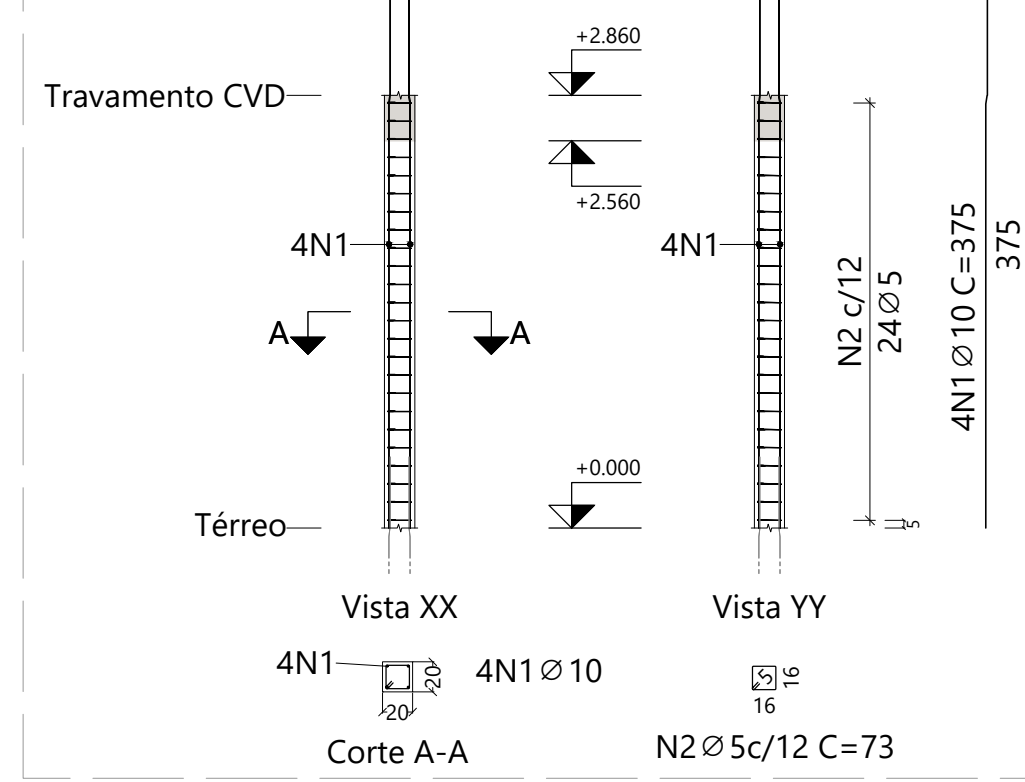 +2.860
Travamento CVD
+2.560
4N1
4N1
N2 c/12
24∅5
4N1∅10 C=375
375
A
A
+0.000
Térreo
5
Vista XX
Vista YY
4N1
20
20
4N1∅10
5
16
16
Corte A-A
N2∅5c/12 C=73